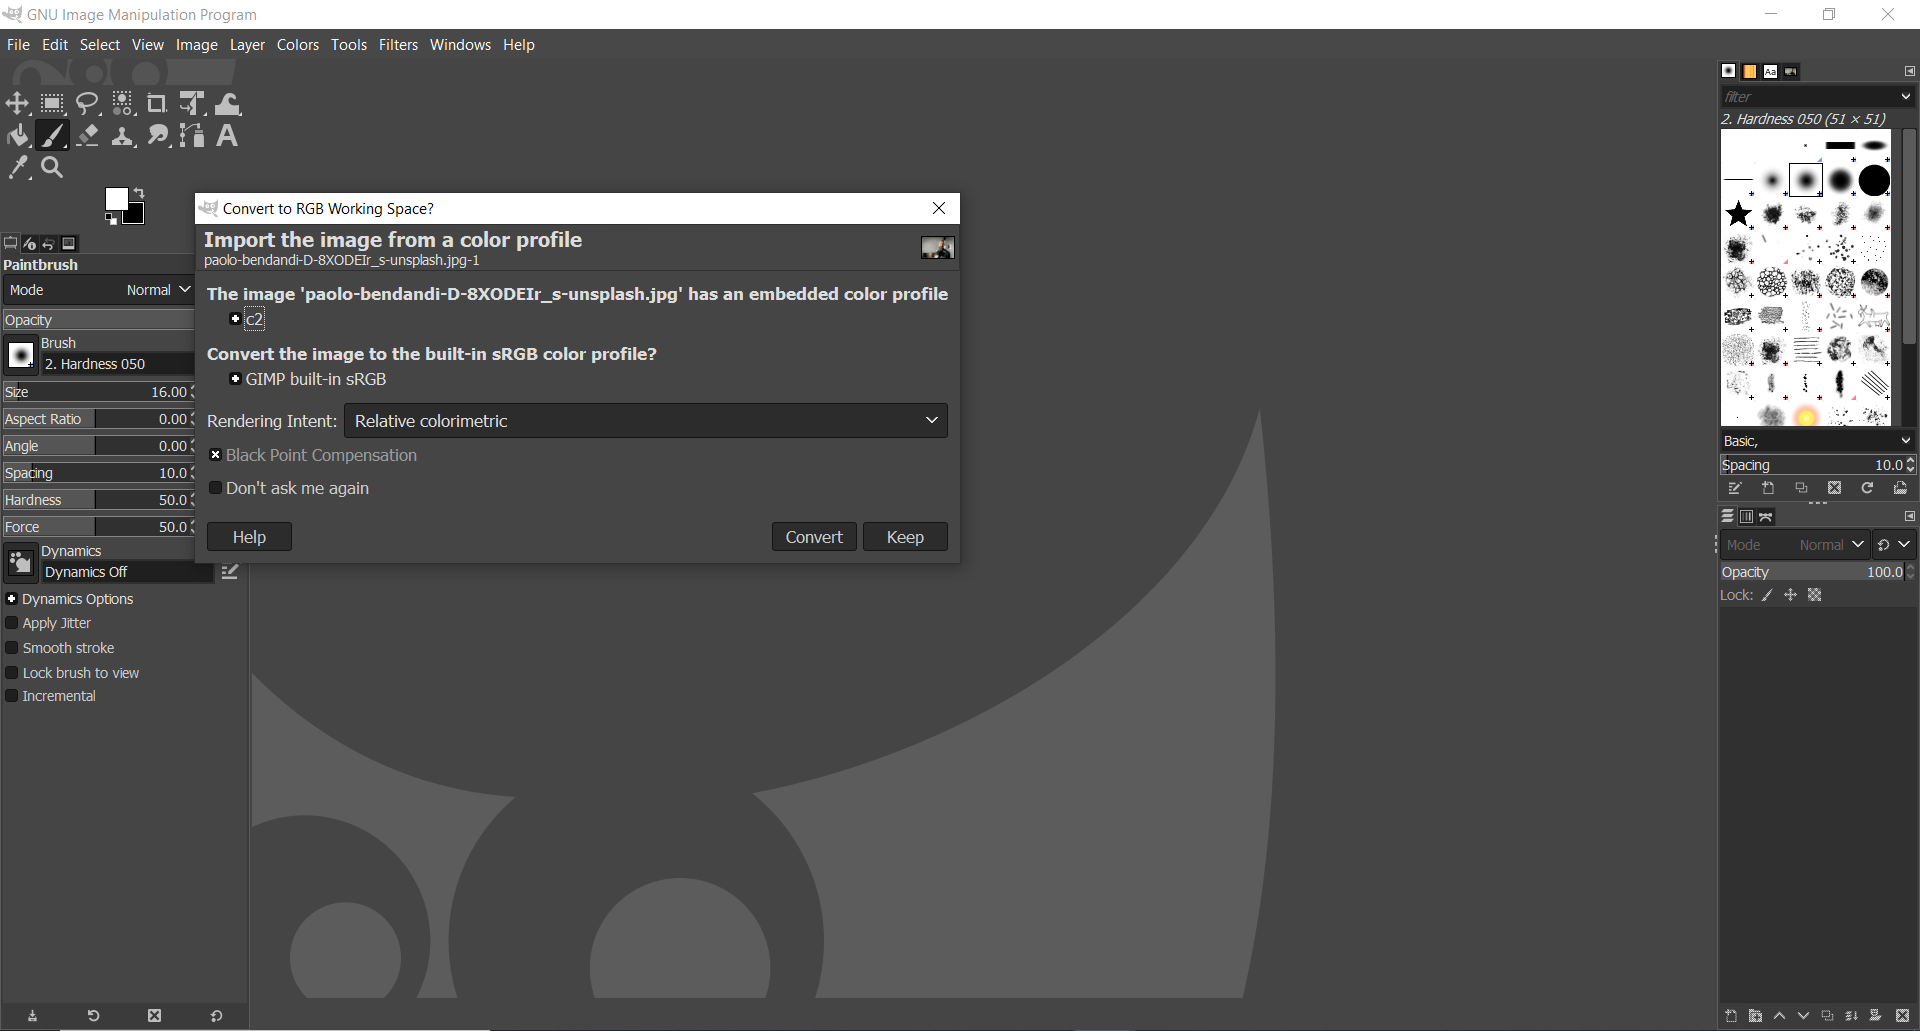 GNU Image Manipulation Program
File Edit Select View Image Layer Colors Tools Filters Windows Help
Paintbrush
Mode Normal
Opacity
Brush
2. Hardness 050
Size 16.00
Aspect Ratio 0.00
Angle 0.00
Spacing 10.0
Hardness 50.0
Force 50.0
Dynamics
Dynamics Off
Dynamics Options
Apply Jitter
Smooth stroke
Lock brush to view
Incremental
Convert to RGB Working Space?
Import the image from a color profile
paolo-bendandi-D-8XODEIr_s-unsplash.jpg-1
The image 'paolo-bendandi-D-8XODEIr_s-unsplash.jpg' has an embedded color profile
c2
Convert the image to the built-in sRGB color profile?
GIMP built-in sRGB
Rendering Intent: Relative colorimetric
Black Point Compensation
Don't ask me again
Help Convert Keep
Aa
filter
2. Hardness 050 (51 × 51)
Basic,
Spacing 10.0
Mode Normal
Opacity 100.0
Lock: